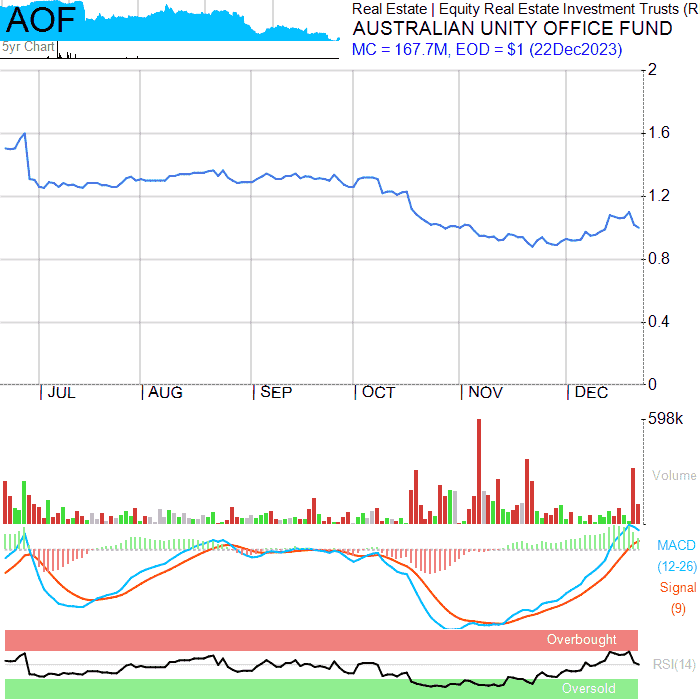 AOF
5yr Chart
Real Estate | Equity Real Estate Investment Trusts (R
AUSTRALIAN UNITY OFFICE FUND
MC = 167.7M, EOD = $1 (22Dec2023)
2
1.6
1.2
0.8
0.4
0
JUL AUG SEP OCT NOV DEC
598k
Volume
MACD
(12-26)
Signal
(9)
Overbought
RSI(14)
Oversold